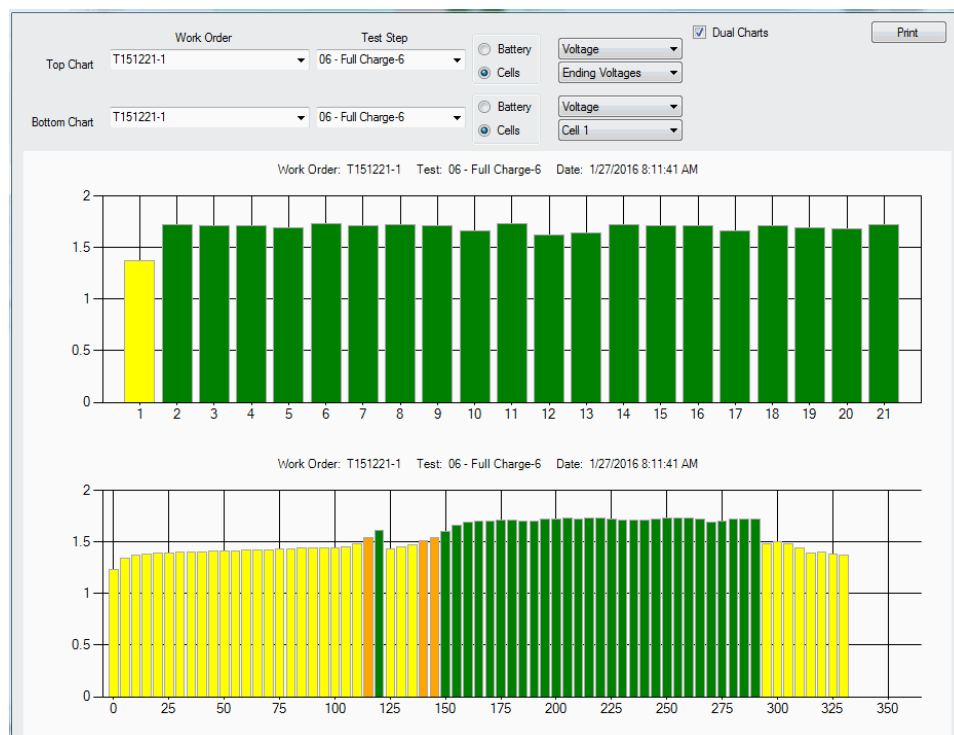 Work Order Test Step Dual Charts Print
Top Chart T151221-1 06 - Full Charge-6 Battery Voltage
Cells Ending Voltages
Bottom Chart T151221-1 06 - Full Charge-6 Battery Voltage
Cells Cell 1
Work Order: T151221-1 Test: 06 - Full Charge-6 Date: 1/27/2016 8:11:41 AM
2
1.5
1
0.5
0
1 2 3 4 5 6 7 8 9 10 11 12 13 14 15 16 17 18 19 20 21
Work Order: T151221-1 Test: 06 - Full Charge-6 Date: 1/27/2016 8:11:41 AM
2
1.5
1
0.5
0
0 25 50 75 100 125 150 175 200 225 250 275 300 325 350